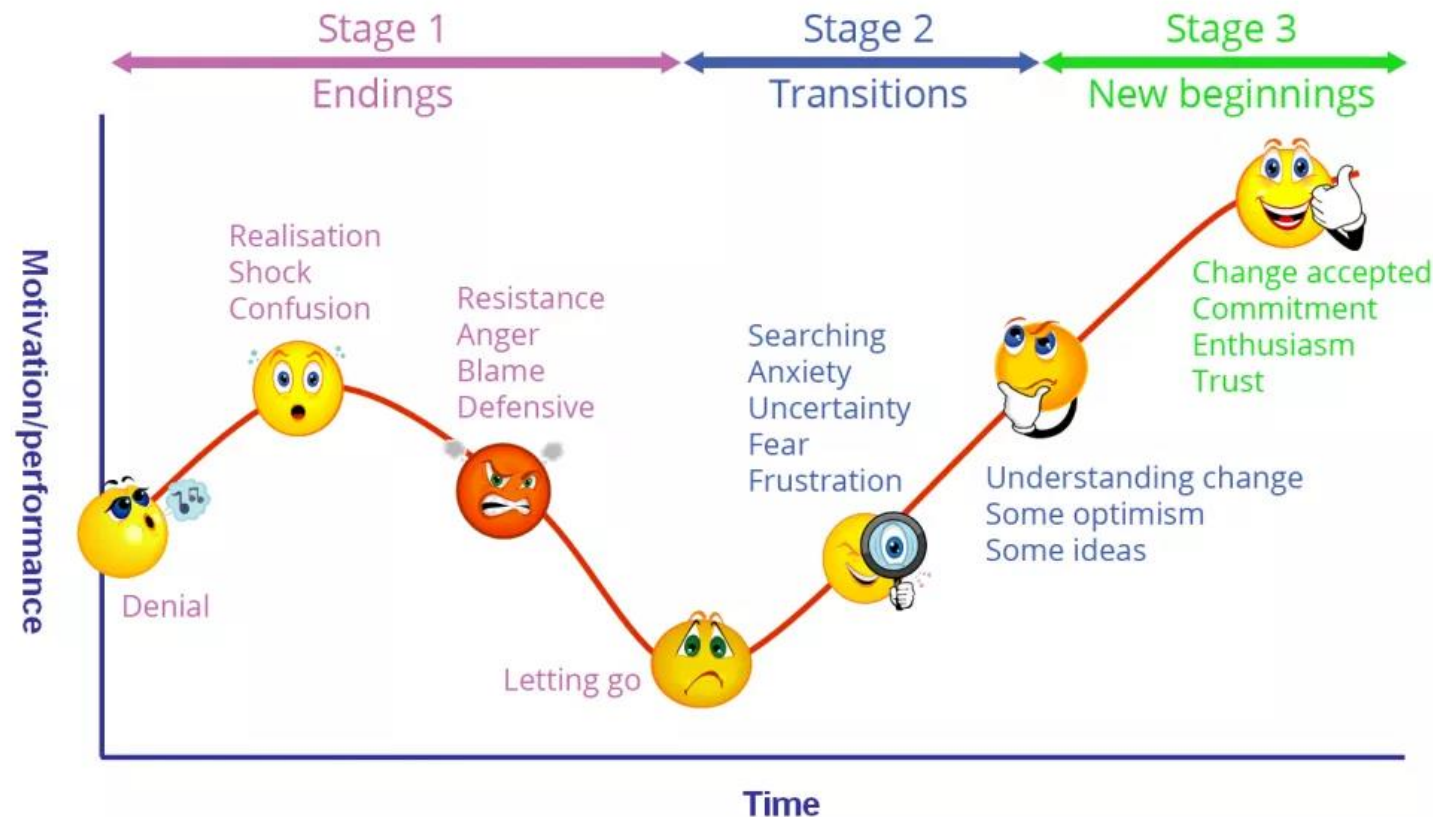 Stage 1
Stage 2
Stage 3
Endings
Transitions
New beginnings
Motivation/performance
Realisation
Shock
Confusion
Resistance
Anger
Blame
Defensive
Denial
Letting go
Searching
Anxiety
Uncertainty
Fear
Frustration
Understanding change
Some optimism
Some ideas
Change accepted
Commitment
Enthusiasm
Trust
Time